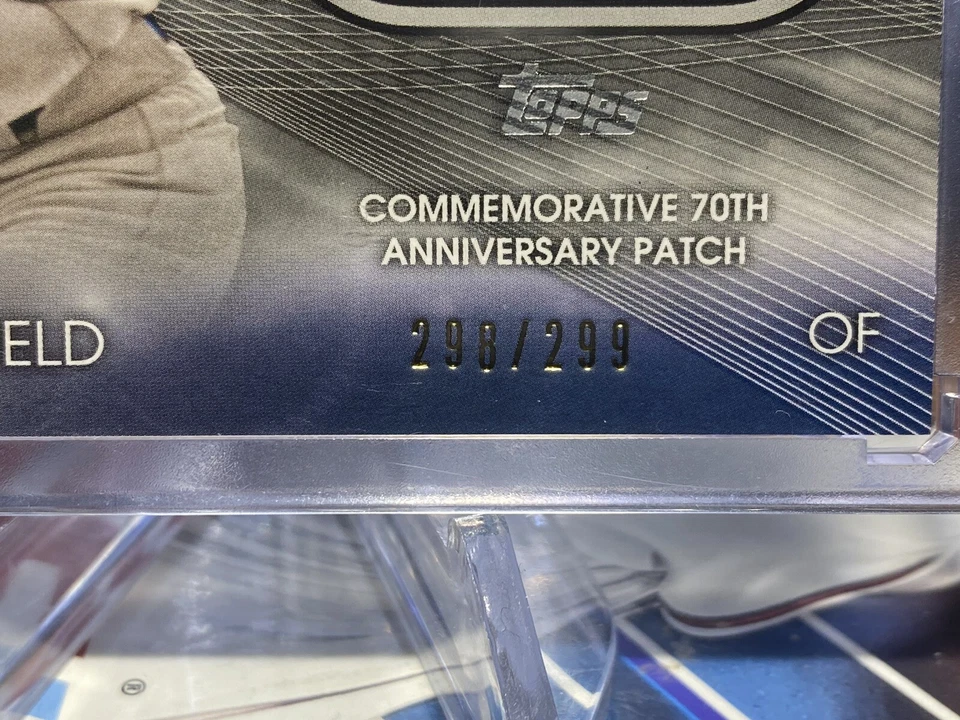 Topps
COMMEMORATIVE 70TH
ANNIVERSARY PATCH
ELD
298/299
OF